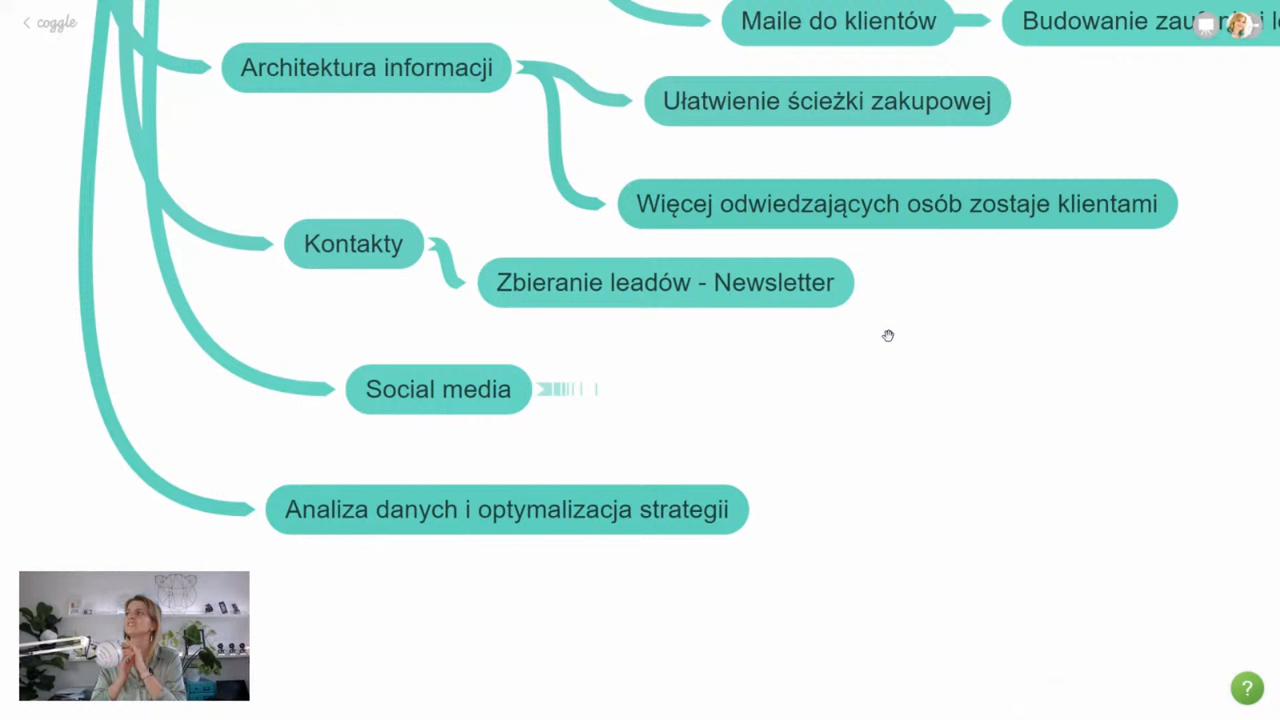 coggle
Maile do klientów
Budowanie
Architektura informacji
Ułatwienie ścieżki zakupowej
Więcej odwiedzających osób zostaje klientami
Kontakty
Zbieranie leadów - Newsletter
Social media
Analiza danych i optymalizacja strategii
?